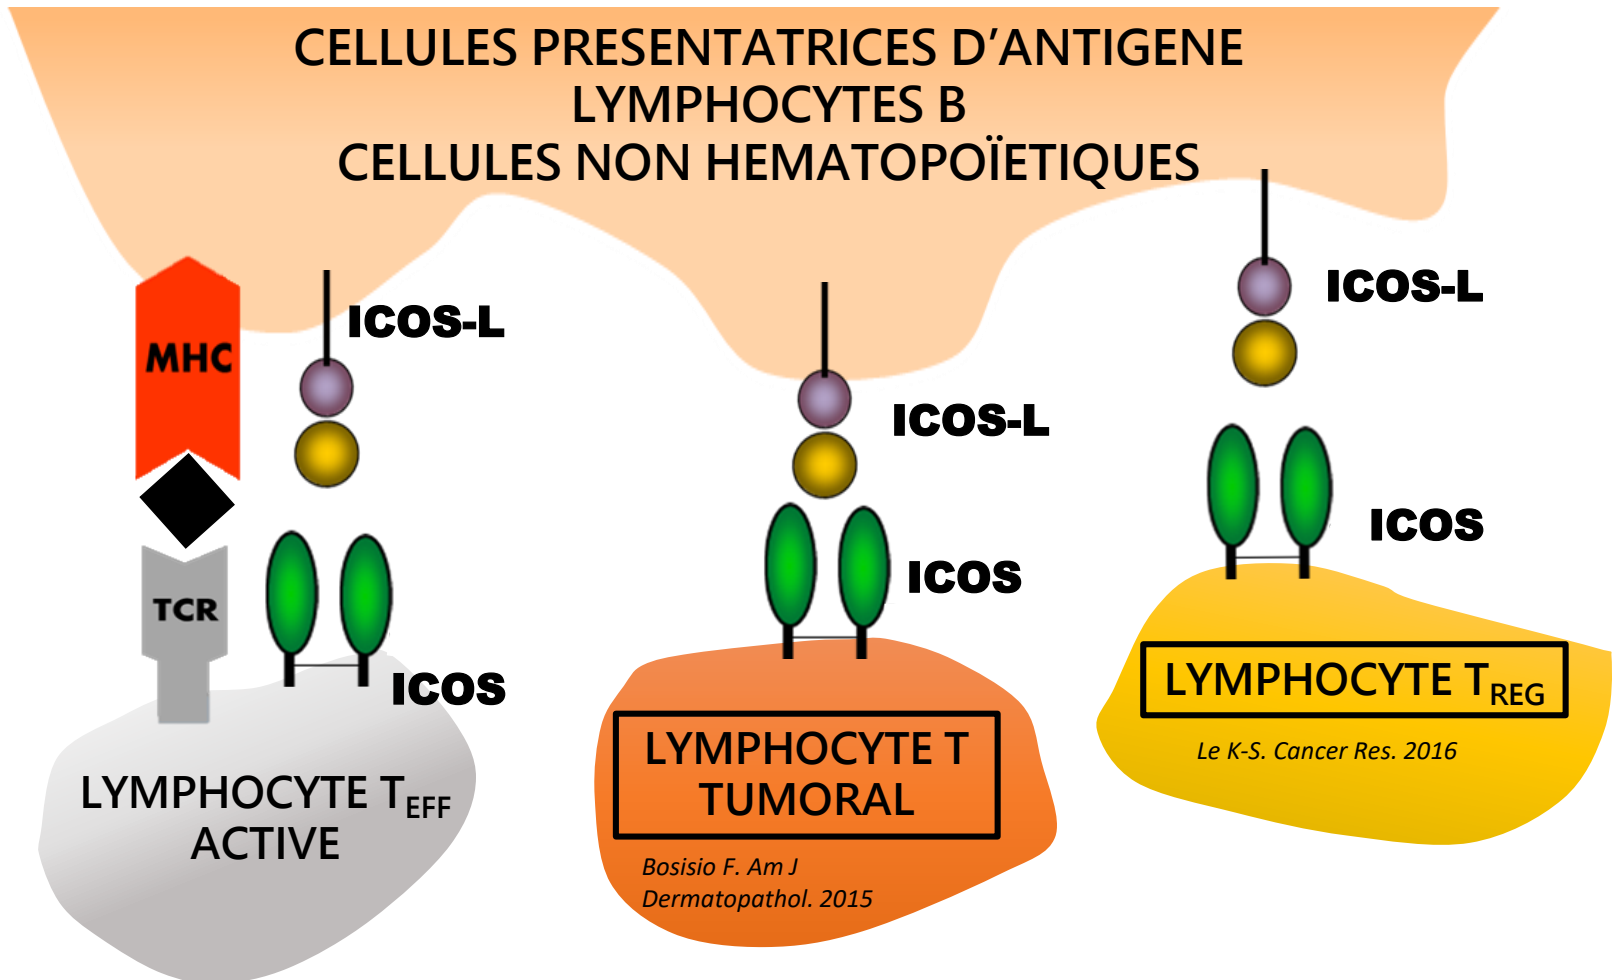 CELLULES PRESENTATRICES D’ANTIGENE
LYMPHOCYTES B
CELLULES NON HEMATOPOÏETIQUES
MHC
TCR
ICOS-L
ICOS
LYMPHOCYTE TEFF
ACTIVE
ICOS-L
ICOS
LYMPHOCYTE T
TUMORAL
Bosisio F. Am J
Dermatopathol. 2015
ICOS-L
ICOS
LYMPHOCYTE TREG
Le K-S. Cancer Res. 2016